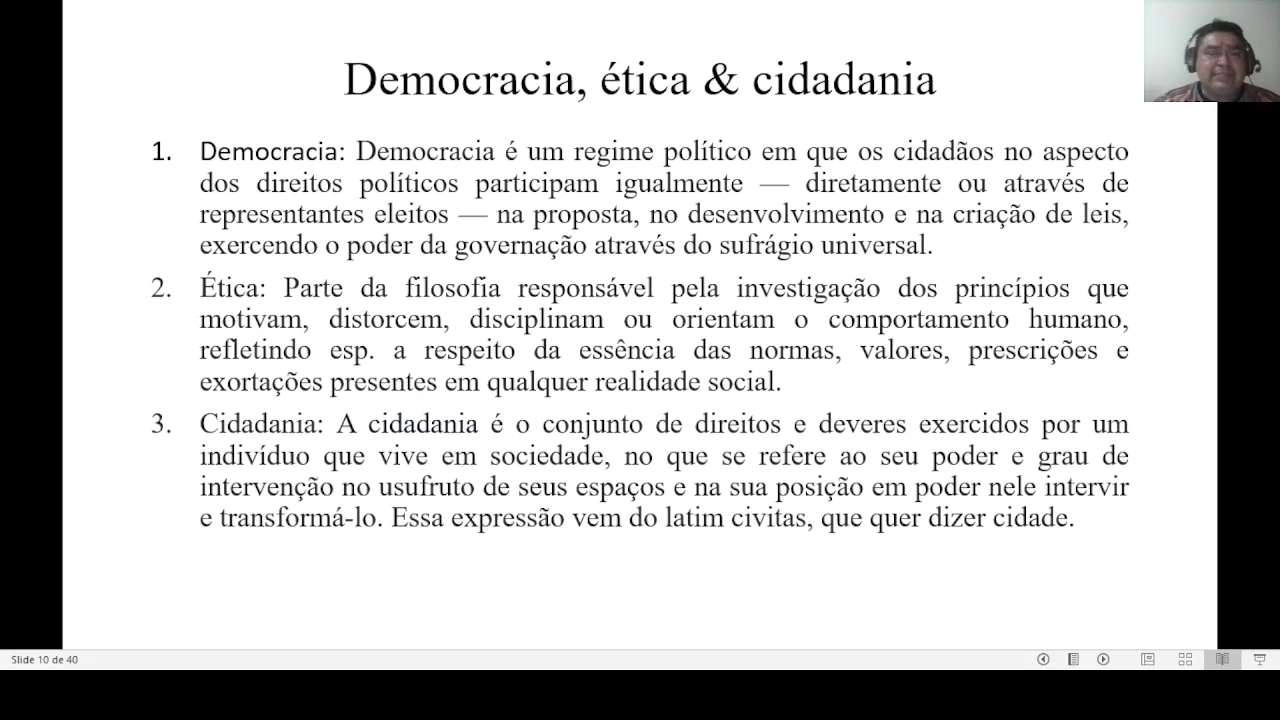 Democracia, ética & cidadania
1. Democracia: Democracia é um regime político em que os cidadãos no aspecto
dos direitos políticos participam igualmente — diretamente ou através de
representantes eleitos — na proposta, no desenvolvimento e na criação de leis,
exercendo o poder da governação através do sufrágio universal.
2. Ética: Parte da filosofia responsável pela investigação dos princípios que
motivam, distorcem, disciplinam ou orientam o comportamento humano,
refletindo esp. a respeito da essência das normas, valores, prescrições e
exortações presentes em qualquer realidade social.
3. Cidadania: A cidadania é o conjunto de direitos e deveres exercidos por um
indivíduo que vive em sociedade, no que se refere ao seu poder e grau de
intervenção no usufruto de seus espaços e na sua posição em poder nele intervir
e transformá-lo. Essa expressão vem do latim civitas, que quer dizer cidade.
Slide 10 de 40